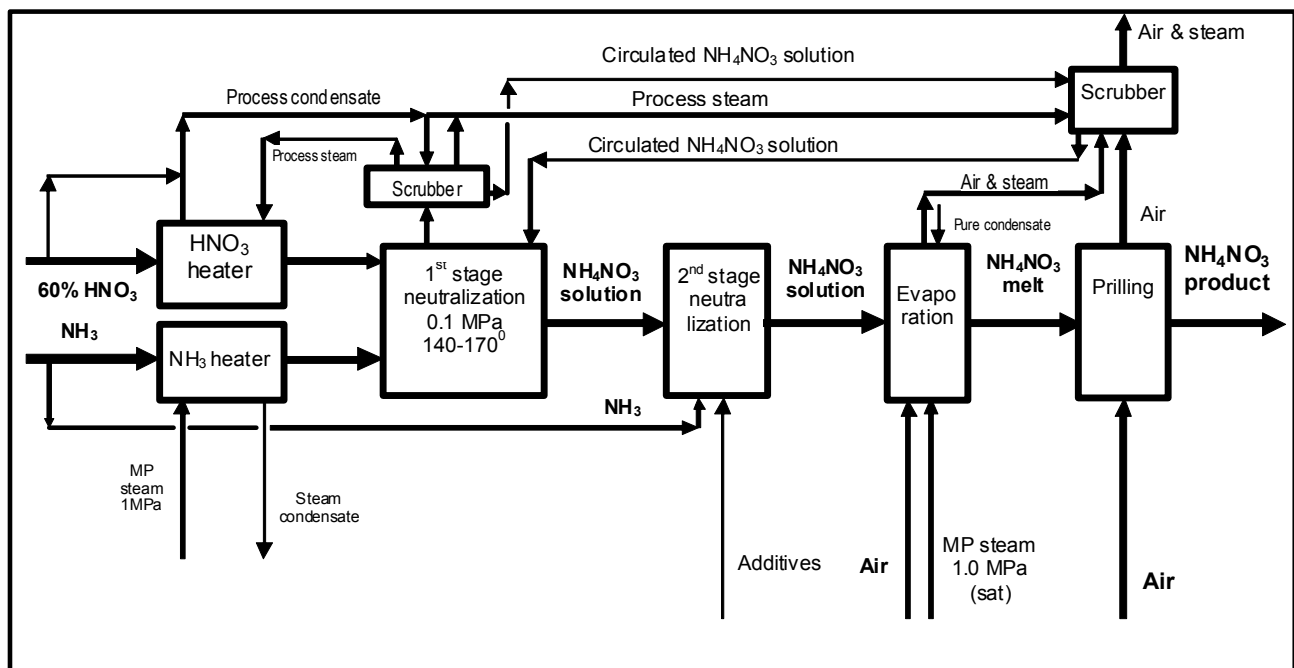 Air & steam
Circulated NH₄NO₃ solution
Scrubber
Process condensate
Process steam
Process steam
Circulated NH₄NO₃ solution
Scrubber
Air & steam
Pure condensate
Air
HNO₃
heater
60% HNO₃
1ˢᵗ stage
neutralization
0.1 MPa
140-170⁰
NH₄NO₃
solution
2ⁿᵈ stage
neutra
lization
NH₄NO₃
solution
Evapo
ration
NH₄NO₃
melt
Prilling
NH₄NO₃
product
NH₃
NH₃ heater
NH₃
MP
steam
1MPa
Steam
condensate
Additives
Air
MP steam
1.0 MPa
(sat)
Air